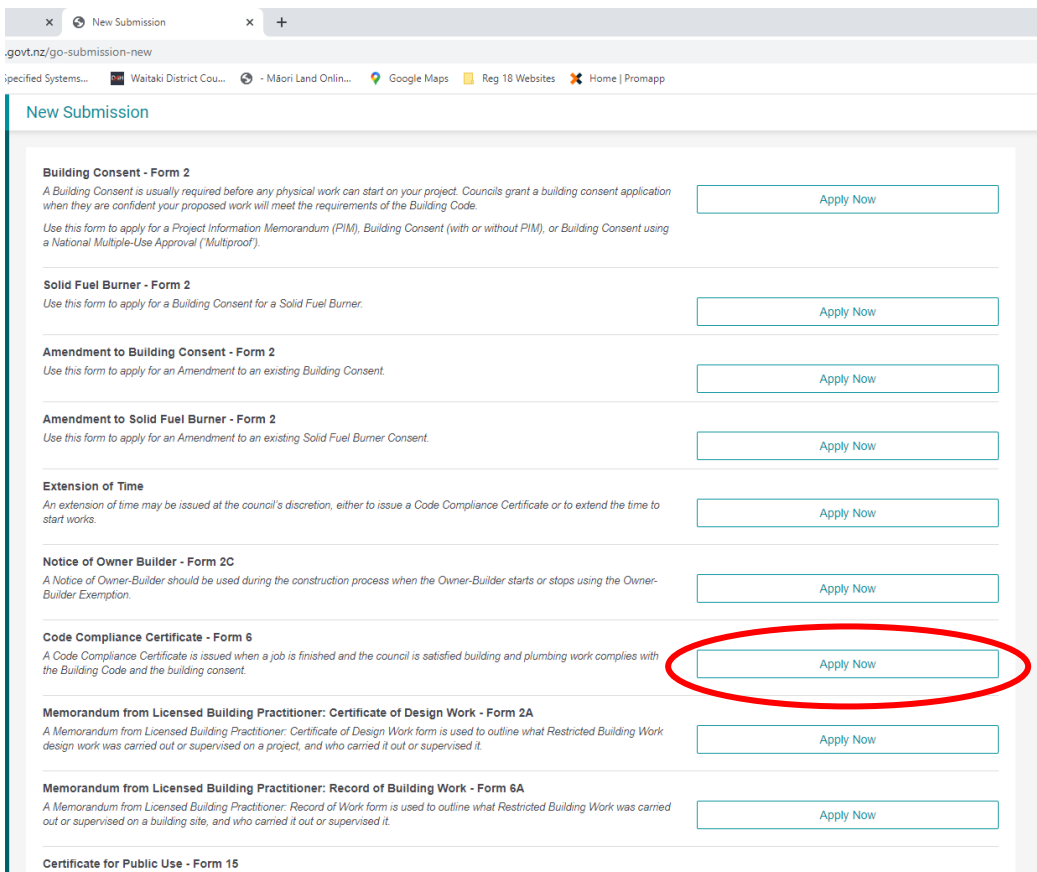 New Submission
.govt.nz/go-submission-new
Specified Systems... Waitaki District Cou... - Māori Land Onlin... Google Maps Reg 18 Websites Home | Promapp
New Submission
Building Consent - Form 2
A Building Consent is usually required before any physical work can start on your project. Councils grant a building consent application
when they are confident your proposed work will meet the requirements of the Building Code.
Apply Now
Use this form to apply for a Project Information Memorandum (PIM), Building Consent (with or without PIM), or Building Consent using
a National Multiple-Use Approval ('Multiproof').
Solid Fuel Burner - Form 2
Use this form to apply for a Building Consent for a Solid Fuel Burner.
Apply Now
Amendment to Building Consent - Form 2
Use this form to apply for an Amendment to an existing Building Consent.
Apply Now
Amendment to Solid Fuel Burner - Form 2
Use this form to apply for an Amendment to an existing Solid Fuel Burner Consent.
Apply Now
Extension of Time
An extension of time may be issued at the council's discretion, either to issue a Code Compliance Certificate or to extend the time to
start works.
Apply Now
Notice of Owner Builder - Form 2C
A Notice of Owner-Builder should be used during the construction process when the Owner-Builder starts or stops using the Owner-
Builder Exemption.
Apply Now
Code Compliance Certificate - Form 6
A Code Compliance Certificate is issued when a job is finished and the council is satisfied building and plumbing work complies with
the Building Code and the building consent.
Apply Now
Memorandum from Licensed Building Practitioner: Certificate of Design Work - Form 2A
A Memorandum from Licensed Building Practitioner: Certificate of Design Work form is used to outline what Restricted Building Work
design work was carried out or supervised on a project, and who carried it out or supervised it.
Apply Now
Memorandum from Licensed Building Practitioner: Record of Building Work - Form 6A
A Memorandum from Licensed Building Practitioner: Record of Work form is used to outline what Restricted Building Work was carried
out or supervised on a building site, and who carried it out or supervised it.
Apply Now
Certificate for Public Use - Form 15